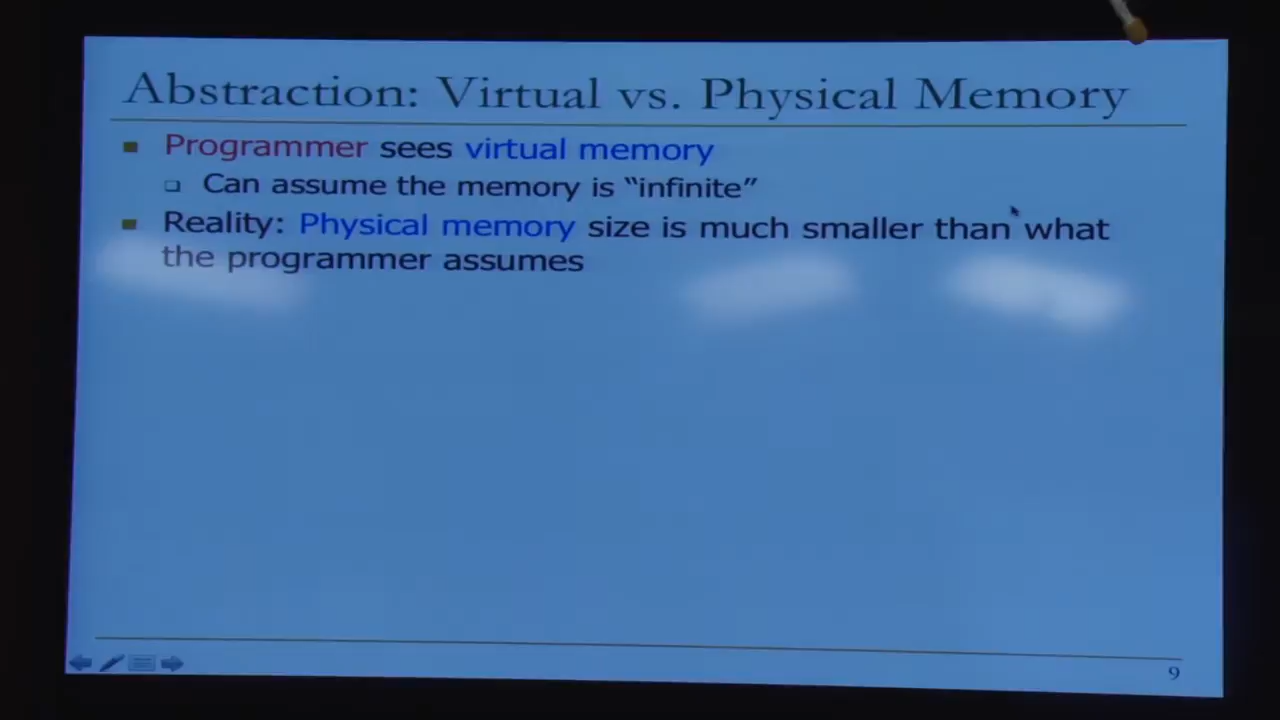 Abstraction: Virtual vs. Physical Memory
Programmer sees virtual memory
Can assume the memory is “infinite”
Reality: Physical memory size is much smaller than what
the programmer assumes
9